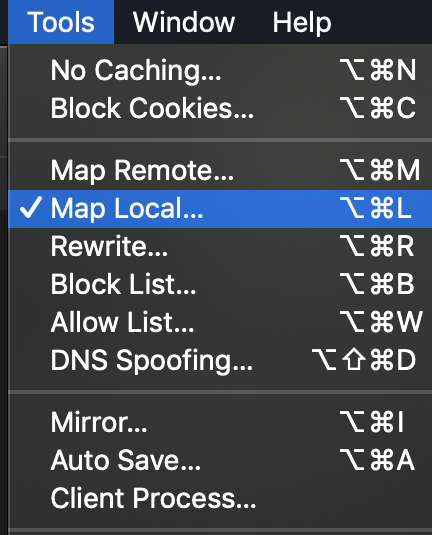 Tools Window Help
No Caching... ⌥⌘N
Block Cookies... ⌥⌘C
Map Remote... ⌥⌘M
✓ Map Local... ⌥⌘L
Rewrite... ⌥⌘R
Block List... ⌥⌘B
Allow List... ⌥⌘W
DNS Spoofing... ⌥⇧⌘D
Mirror... ⌥⌘I
Auto Save... ⌥⌘A
Client Process...